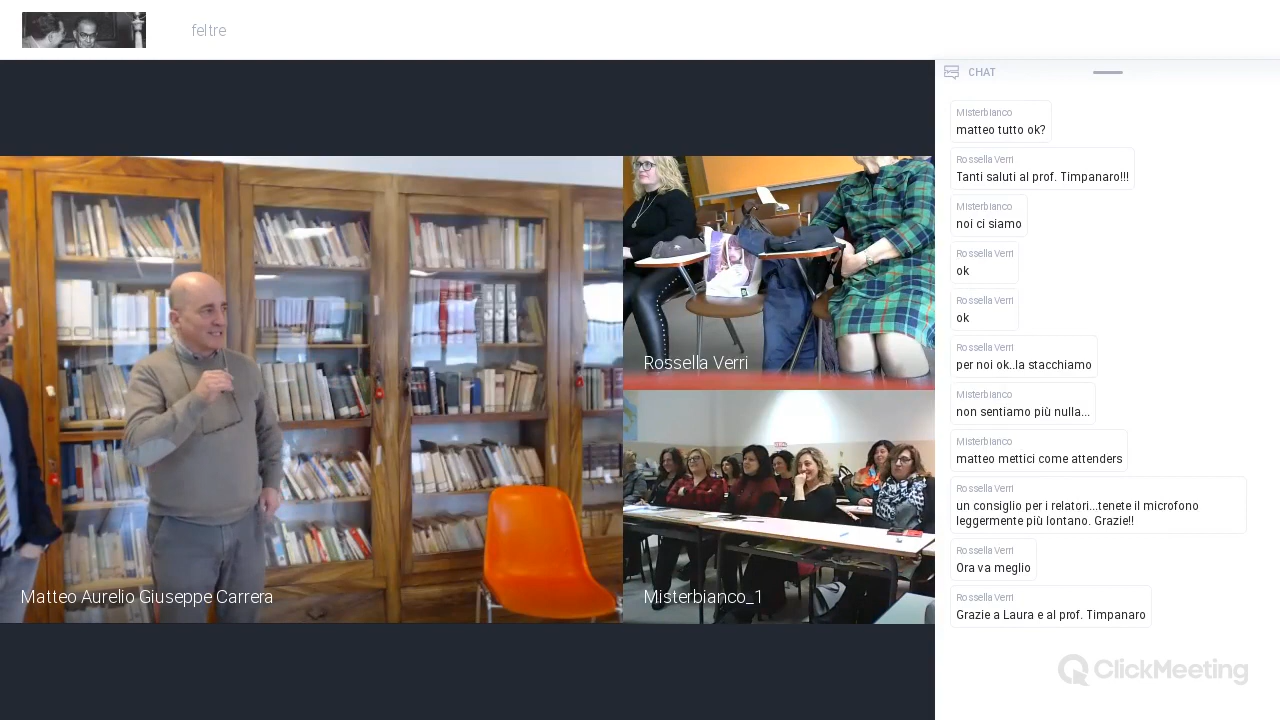 feltre
CHAT
Misterbianco
matteo tutto ok?
Rossella Verri
Tanti saluti al prof. Timpanaro!!!
Misterbianco
noi ci siamo
Rossella Verri
ok
Rossella Verri
ok
Rossella Verri
per noi ok..la stacchiamo
Misterbianco
non sentiamo più nulla...
Misterbianco
matteo mettici come attenders
Rossella Verri
un consiglio per i relatori...tenete il microfono
leggermente più lontano. Grazie!!
Rossella Verri
Ora va meglio
Rossella Verri
Grazie a Laura e al prof. Timpanaro
Matteo Aurelio Giuseppe Carrera
Rossella Verri
Misterbianco_1
ClickMeeting